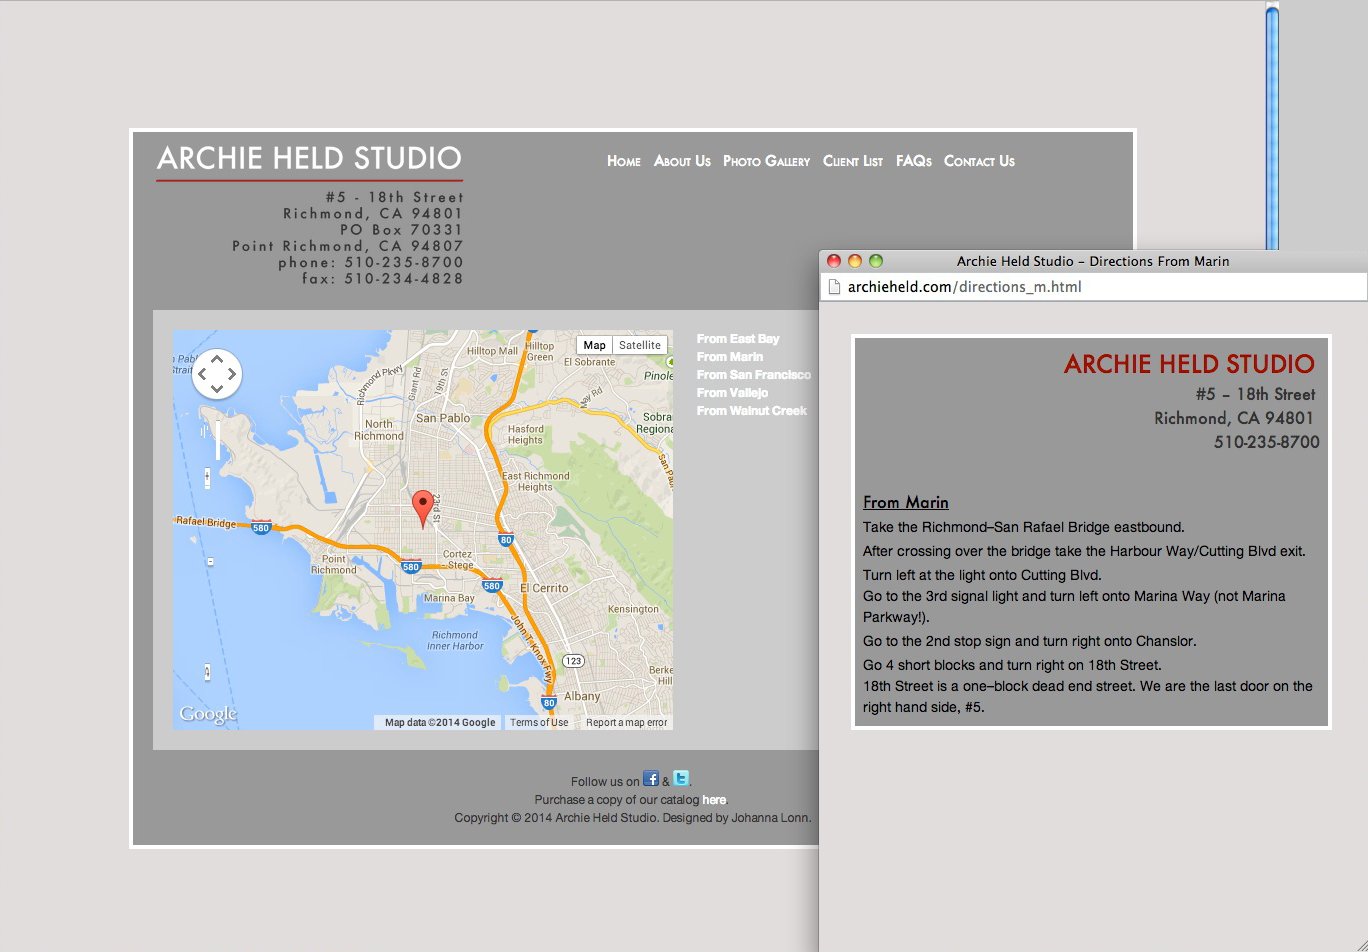 ARCHIE HELD STUDIO
Home About Us Photo Gallery Client List FAQs Contact Us
#5 - 18th Street
Richmond, CA 94801
PO Box 70331
Point Richmond, CA 94807
phone: 510-235-8700
fax: 510-234-4828
Map Satellite
Hilltop Mall
Hilltop
Green
El Sobrante
Pinole
Richmond Pkwy
Giant Rd
19th St
May Rd
San Pablo
North
Richmond
Hasford
Heights
Sobra
Regiona
San Pab
East Richmond
Heights
23rd St
Rafael Bridge
580
80
Point
Richmond
580
Cortez
- Stege
580
El Cerrito
Marina Bay
Kensington
John T Knox Fwy
Richmond
Inner Harbor
123
Berke
Hill
80
Albany
Google
Map data ©2014 Google
Terms of Use
Report a map error
From East Bay
From Marin
From San Francisco
From Vallejo
From Walnut Creek
Follow us on f & t.
Purchase a copy of our catalog here.
Copyright © 2014 Archie Held Studio. Designed by Johanna Lonn.
Archie Held Studio – Directions From Marin
archieheld.com/directions_m.html
ARCHIE HELD STUDIO
#5 – 18th Street
Richmond, CA 94801
510-235-8700
From Marin
Take the Richmond–San Rafael Bridge eastbound.
After crossing over the bridge take the Harbour Way/Cutting Blvd exit.
Turn left at the light onto Cutting Blvd.
Go to the 3rd signal light and turn left onto Marina Way (not Marina
Parkway!).
Go to the 2nd stop sign and turn right onto Chanslor.
Go 4 short blocks and turn right on 18th Street.
18th Street is a one–block dead end street. We are the last door on the
right hand side, #5.